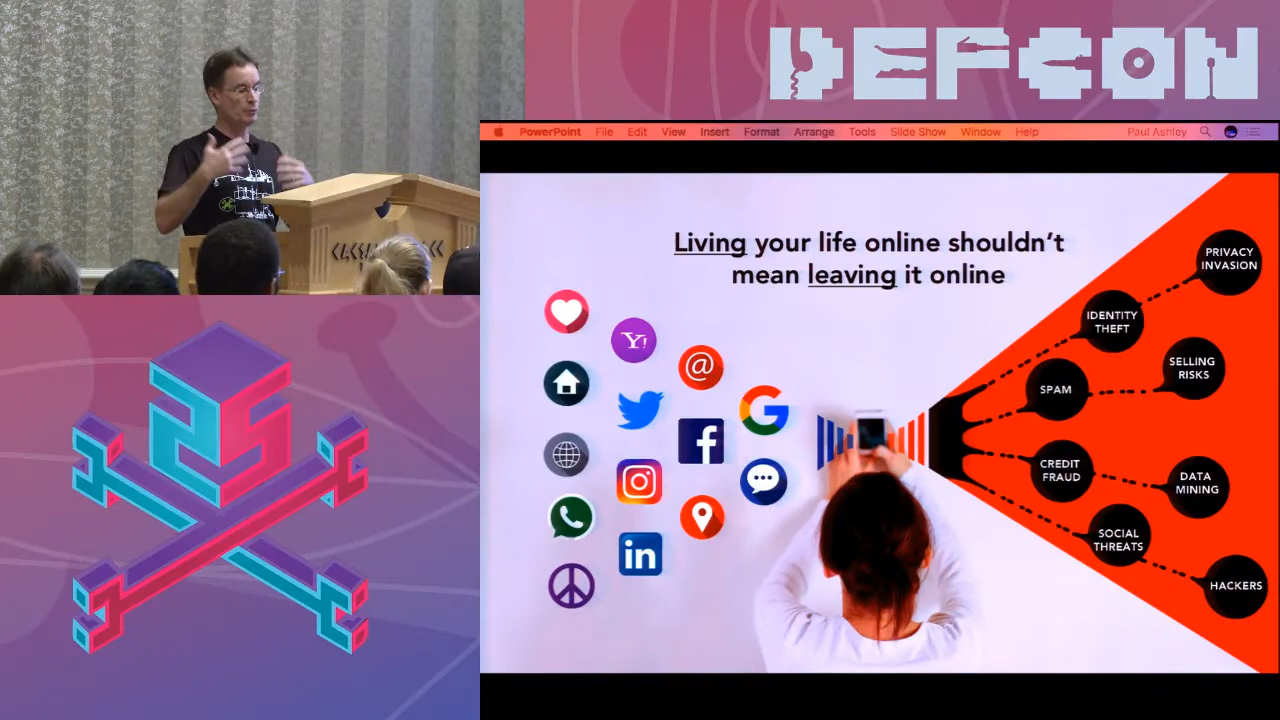 DEFCON
PowerPoint File Edit View Insert Format Arrange Tools Slide Show Window Help Paul Ashley
Living your life online shouldn't
mean leaving it online
PRIVACY
INVASION
IDENTITY
THEFT
SELLING
RISKS
SPAM
CREDIT
FRAUD
DATA
MINING
SOCIAL
THREATS
HACKERS
Y!
@
G
f
in
25